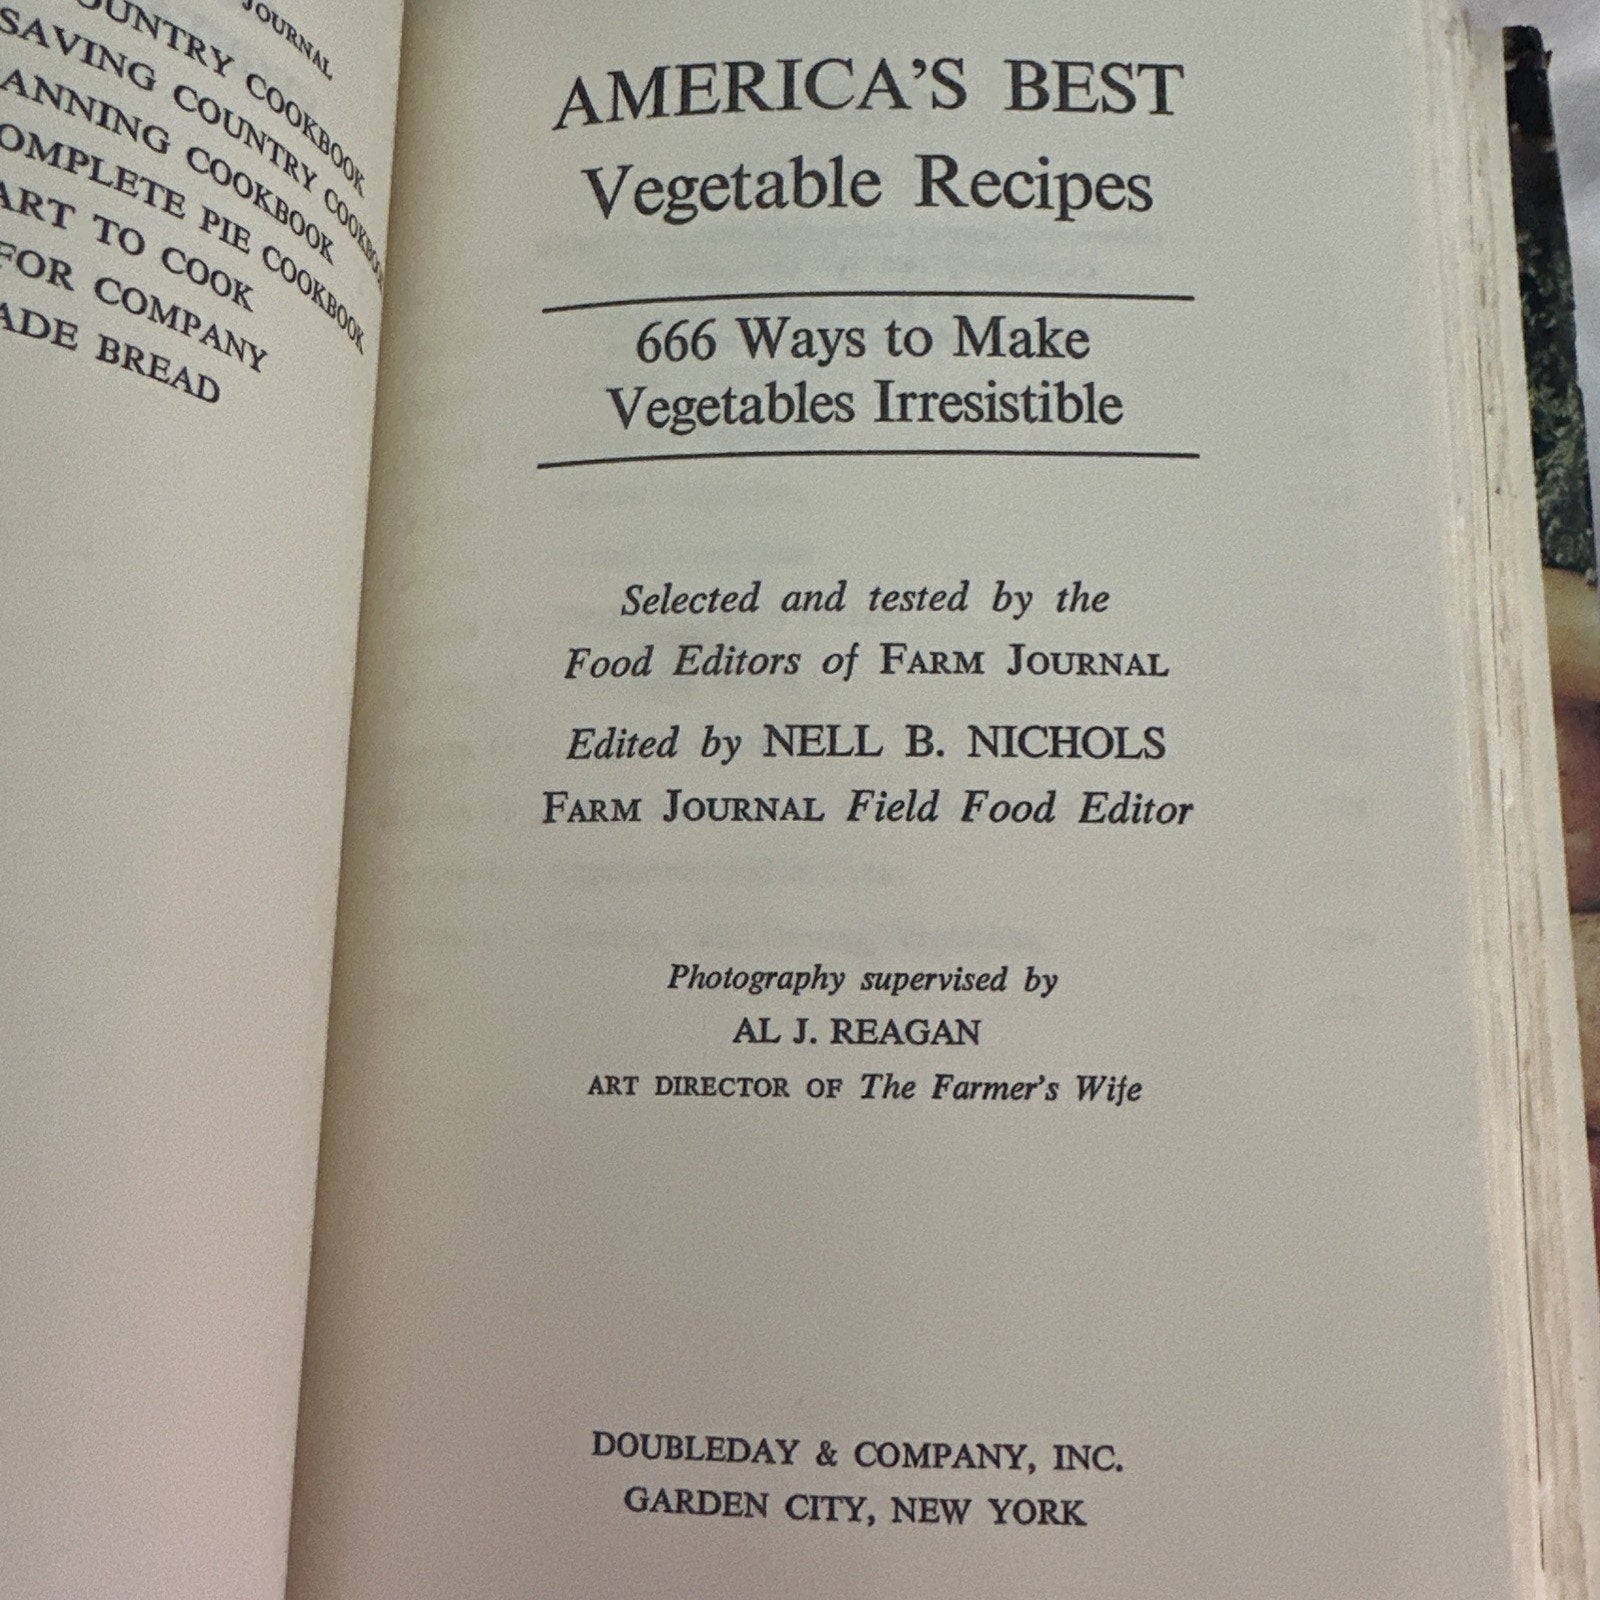 JOURNAL
COUNTRY COOKBOOK
SAVING COUNTRY COOKBOOK
ANNING COOKBOOK
OMPLETE PIE COOKBOOK
ART TO COOK
FOR COMPANY
ADE BREAD
AMERICA'S BEST
Vegetable Recipes
666 Ways to Make
Vegetables Irresistible
Selected and tested by the
Food Editors of FARM JOURNAL
Edited by NELL B. NICHOLS
FARM JOURNAL Field Food Editor
Photography supervised by
AL J. REAGAN
ART DIRECTOR OF The Farmer's Wife
DOUBLEDAY & COMPANY, INC.
GARDEN CITY, NEW YORK